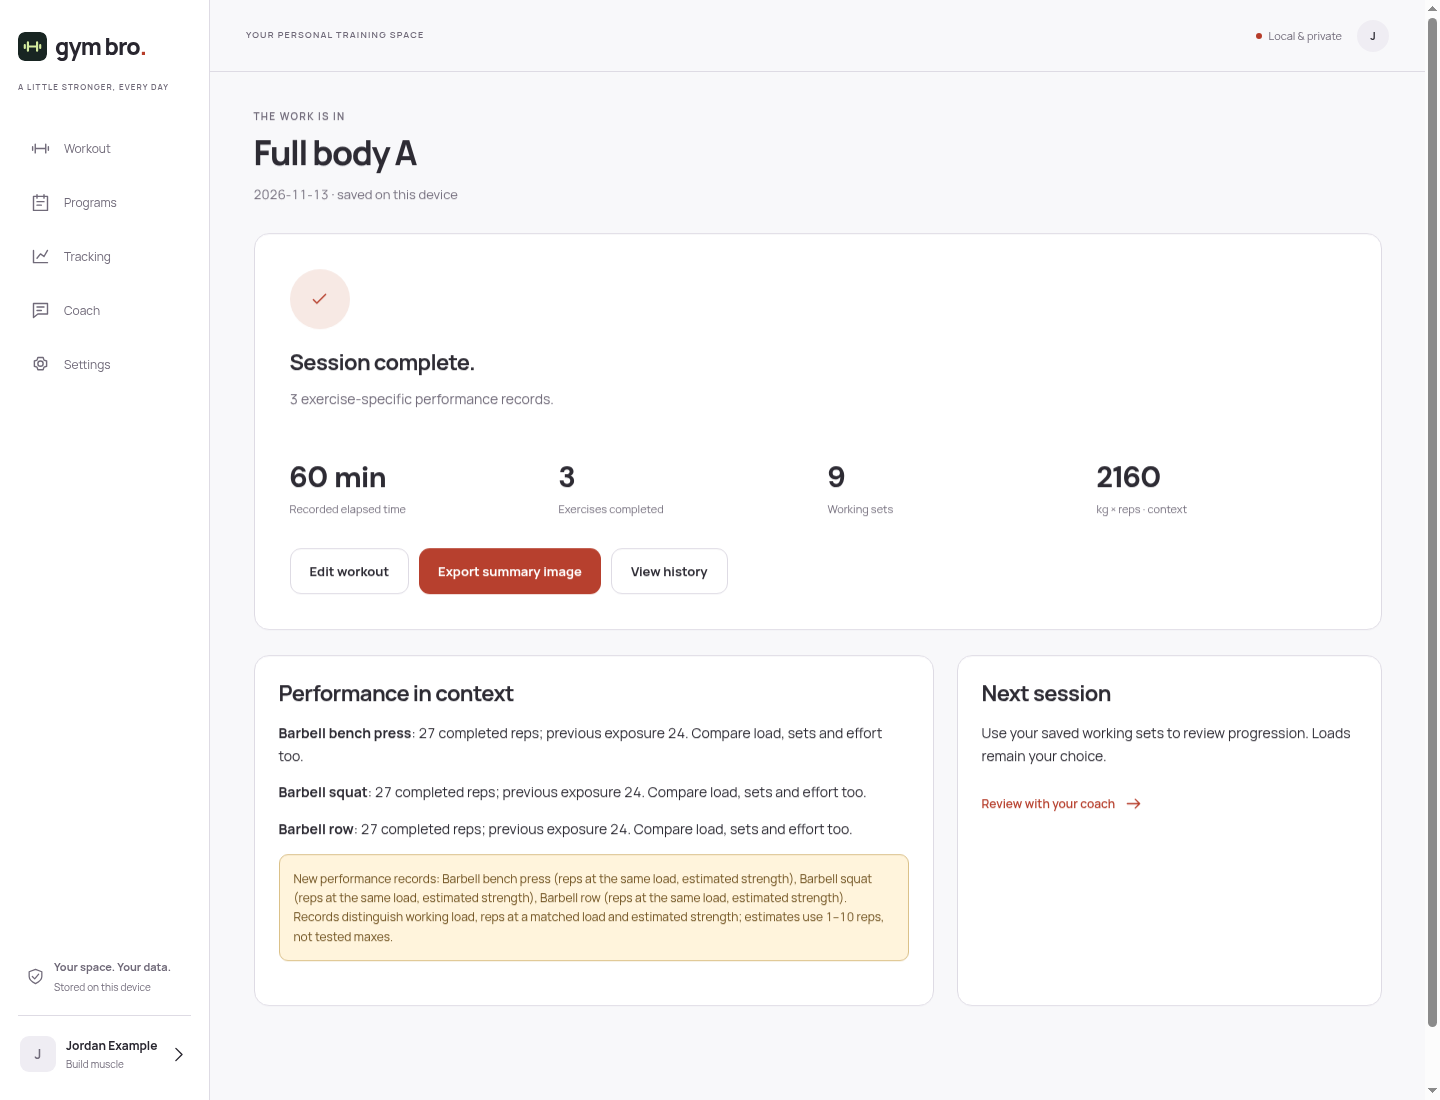 gym bro.
A LITTLE STRONGER, EVERY DAY
Workout
Programs
Tracking
Coach
Settings
Your space. Your data.
Stored on this device
J
Jordan Example
Build muscle
YOUR PERSONAL TRAINING SPACE
Local & private
J
THE WORK IS IN
Full body A
2026-11-13 · saved on this device
Session complete.
3 exercise-specific performance records.
60 min
Recorded elapsed time
3
Exercises completed
9
Working sets
2160
kg × reps · context
Edit workout
Export summary image
View history
Performance in context
Barbell bench press: 27 completed reps; previous exposure 24. Compare load, sets and effort
too.
Barbell squat: 27 completed reps; previous exposure 24. Compare load, sets and effort too.
Barbell row: 27 completed reps; previous exposure 24. Compare load, sets and effort too.
New performance records: Barbell bench press (reps at the same load, estimated strength), Barbell squat
(reps at the same load, estimated strength), Barbell row (reps at the same load, estimated strength).
Records distinguish working load, reps at a matched load and estimated strength; estimates use 1–10 reps,
not tested maxes.
Next session
Use your saved working sets to review progression. Loads
remain your choice.
Review with your coach